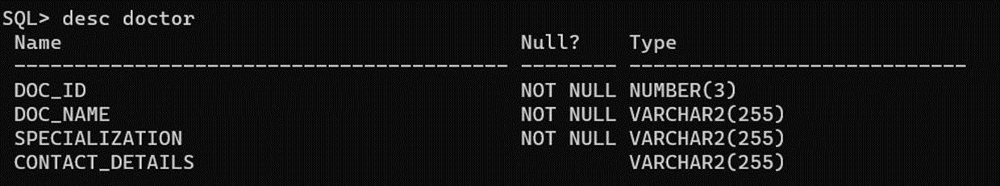 SQL> desc doctor
Name Null? Type
----------------------------------------- -------- ----------------------------
DOC_ID NOT NULL NUMBER(3)
DOC_NAME NOT NULL VARCHAR2(255)
SPECIALIZATION NOT NULL VARCHAR2(255)
CONTACT_DETAILS VARCHAR2(255)